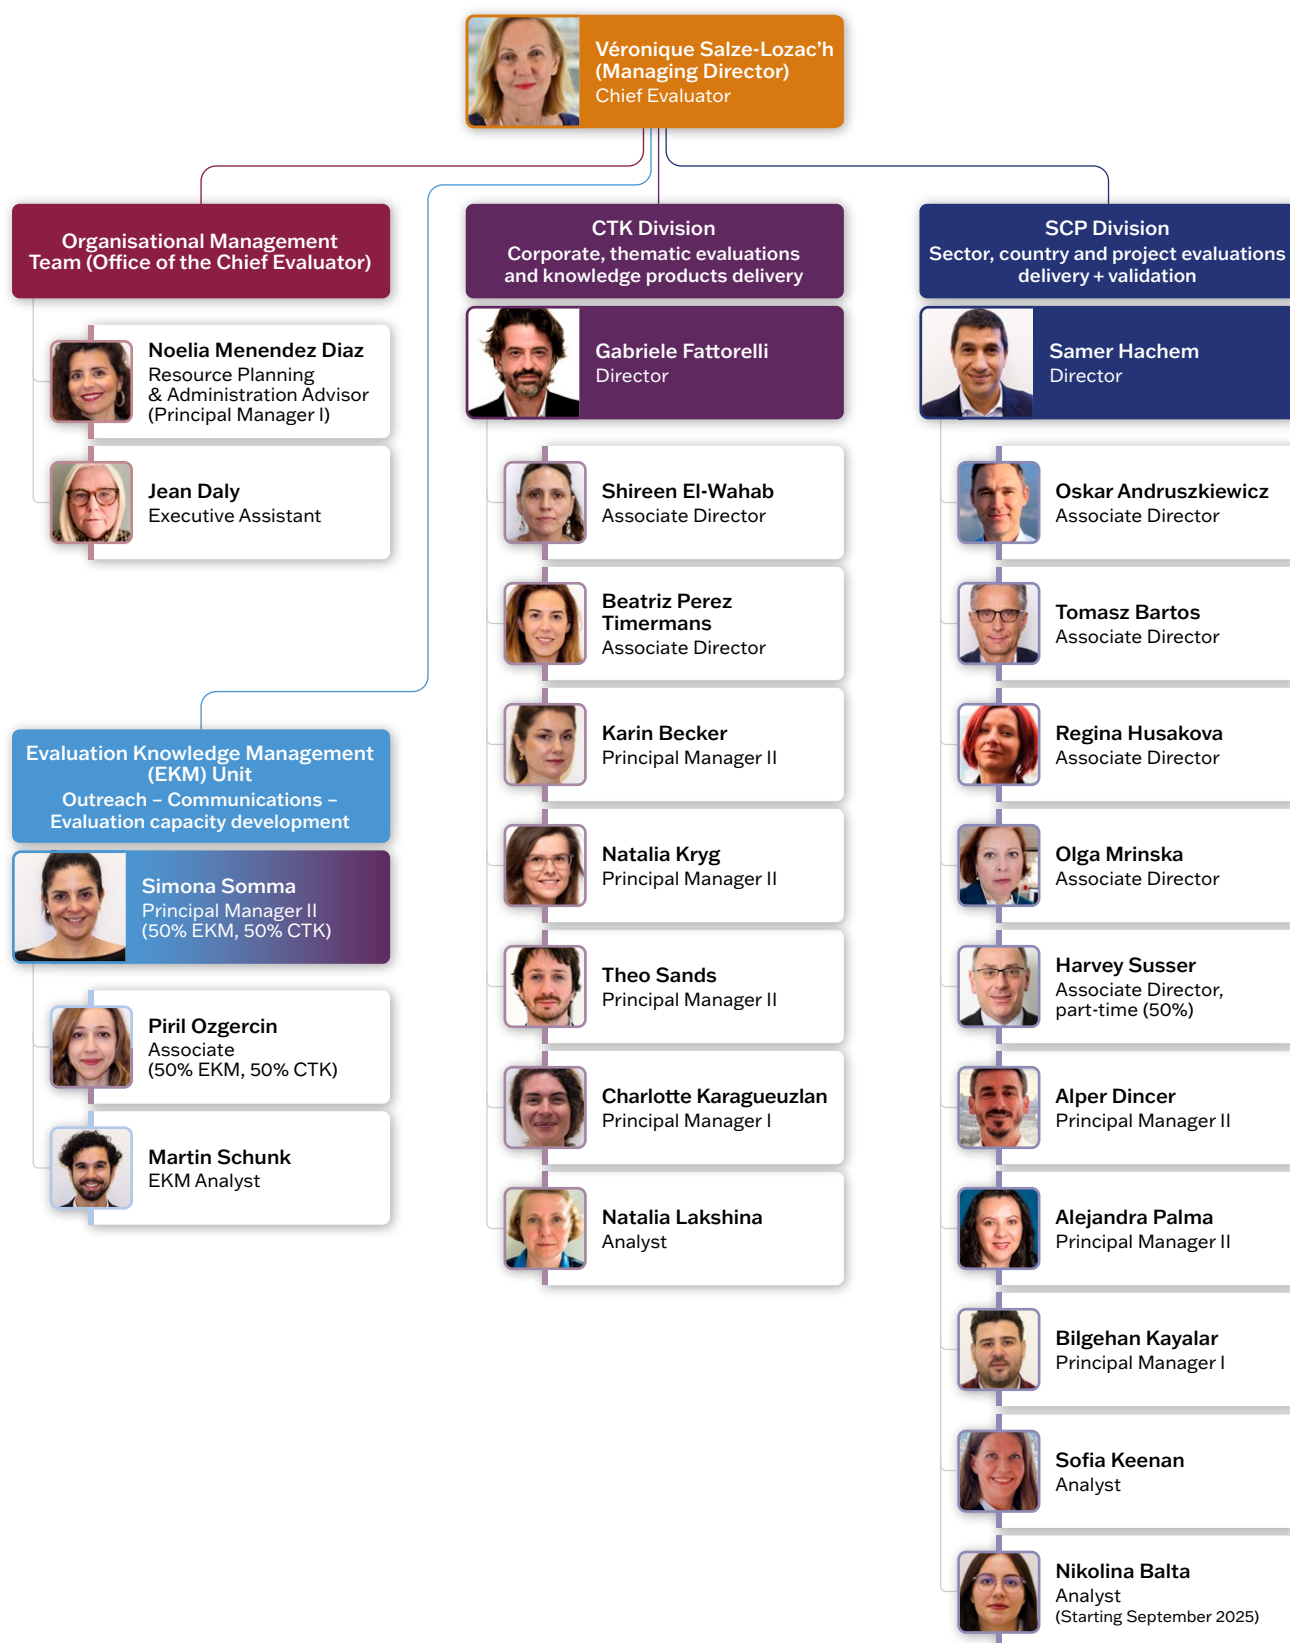 Véronique Salze-Lozac’h
(Managing Director)
Chief Evaluator
Organisational Management
Team (Office of the Chief Evaluator)
Noelia Menendez Diaz
Resource Planning
& Administration Advisor
(Principal Manager I)
Jean Daly
Executive Assistant
Evaluation Knowledge Management
(EKM) Unit
Outreach – Communications –
Evaluation capacity development
Simona Somma
Principal Manager II
(50% EKM, 50% CTK)
Piril Ozgercin
Associate
(50% EKM, 50% CTK)
Martin Schunk
EKM Analyst
CTK Division
Corporate, thematic evaluations
and knowledge products delivery
Gabriele Fattorelli
Director
Shireen El-Wahab
Associate Director
Beatriz Perez
Timermans
Associate Director
Karin Becker
Principal Manager II
Natalia Kryg
Principal Manager II
Theo Sands
Principal Manager II
Charlotte Karagueuzlan
Principal Manager I
Natalia Lakshina
Analyst
SCP Division
Sector, country and project evaluations
delivery + validation
Samer Hachem
Director
Oskar Andruszkiewicz
Associate Director
Tomasz Bartos
Associate Director
Regina Husakova
Associate Director
Olga Mrinska
Associate Director
Harvey Susser
Associate Director,
part-time (50%)
Alper Dincer
Principal Manager II
Alejandra Palma
Principal Manager II
Bilgehan Kayalar
Principal Manager I
Sofia Keenan
Analyst
Nikolina Balta
Analyst
(Starting September 2025)